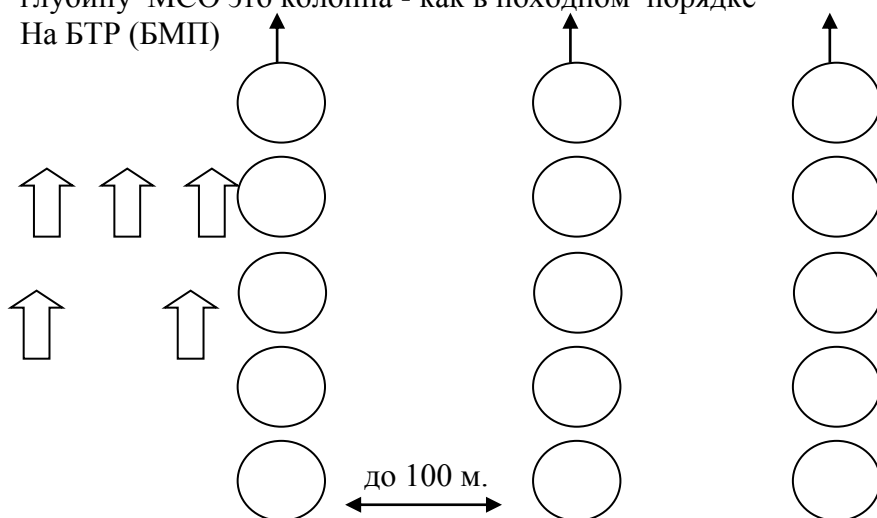 глубину МСО это колонна - как в походном порядке
На БТР (БМП)
до 100 м.